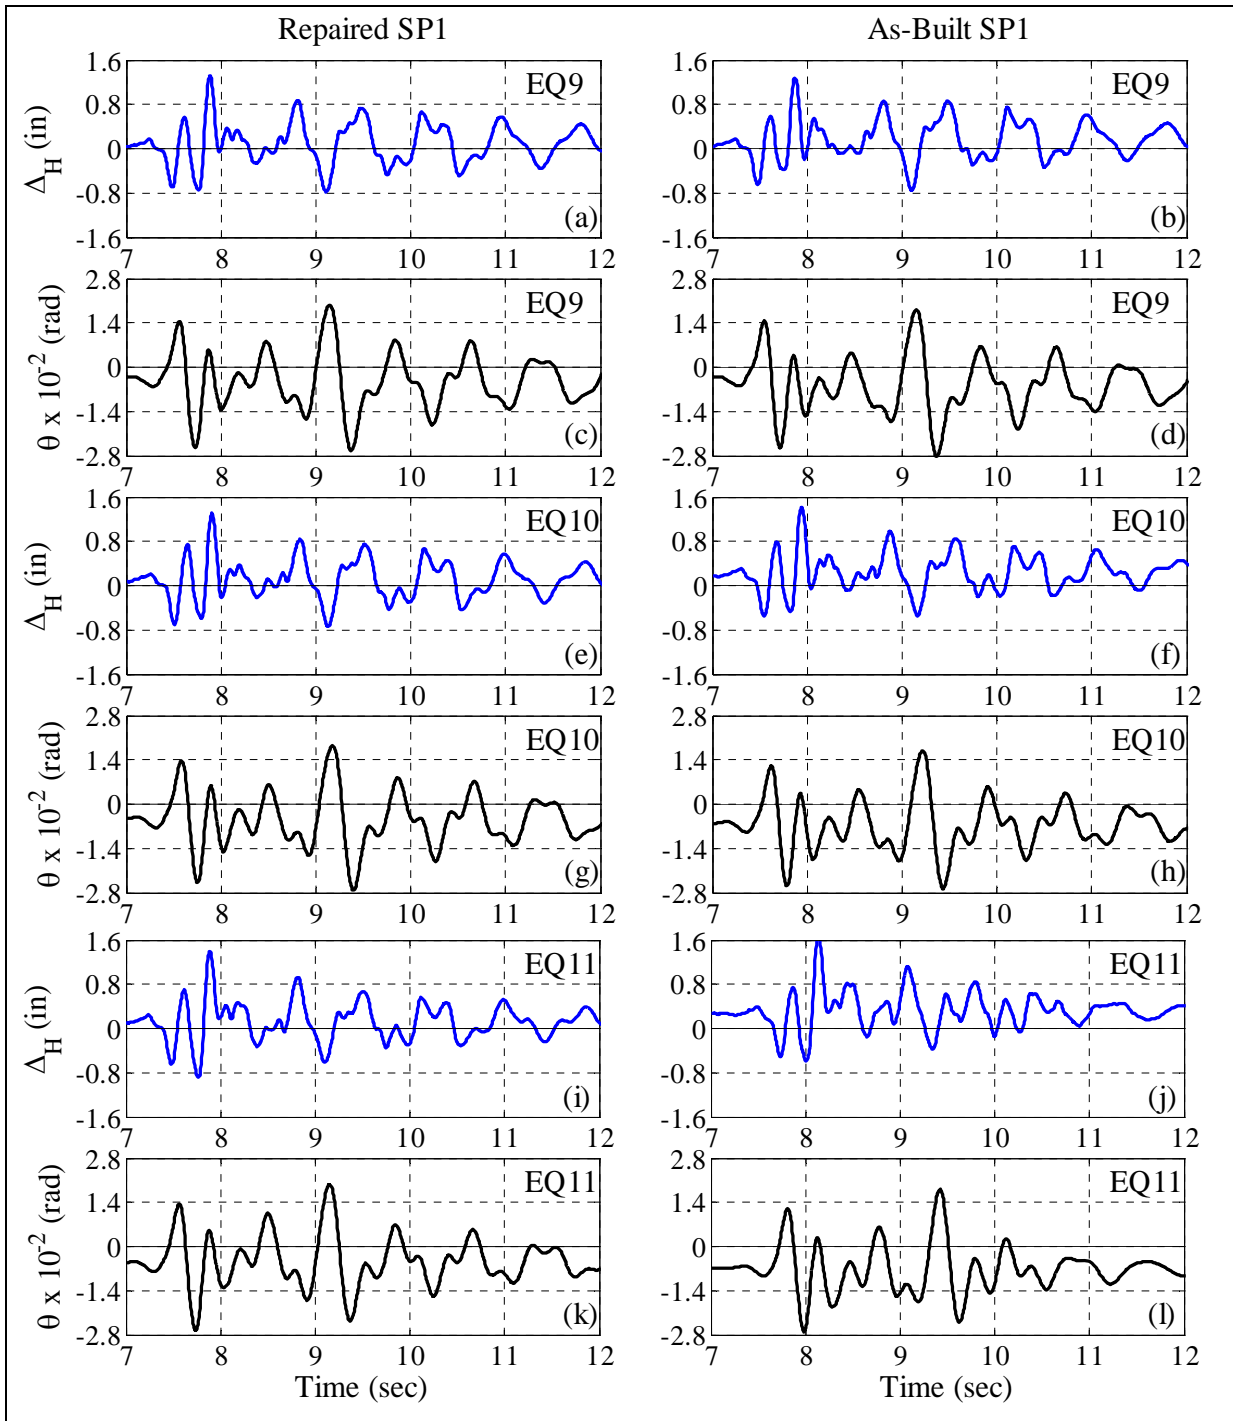 Repaired SP1 As-Built SP1
1.6 EQ9 1.6 EQ9
0.8 0.8
Δ_H (in) 0 0
-0.8 -0.8
-1.6 (a) -1.6 (b)
7 8 9 10 11 12 7 8 9 10 11 12
2.8 EQ9 2.8 EQ9
1.4 1.4
θ x 10^-2 (rad) 0 0
-1.4 -1.4
-2.8 (c) -2.8 (d)
7 8 9 10 11 12 7 8 9 10 11 12
1.6 EQ10 1.6 EQ10
0.8 0.8
Δ_H (in) 0 0
-0.8 -0.8
-1.6 (e) -1.6 (f)
7 8 9 10 11 12 7 8 9 10 11 12
2.8 EQ10 2.8 EQ10
1.4 1.4
θ x 10^-2 (rad) 0 0
-1.4 -1.4
-2.8 (g) -2.8 (h)
7 8 9 10 11 12 7 8 9 10 11 12
1.6 EQ11 1.6 EQ11
0.8 0.8
Δ_H (in) 0 0
-0.8 -0.8
-1.6 (i) -1.6 (j)
7 8 9 10 11 12 7 8 9 10 11 12
2.8 EQ11 2.8 EQ11
1.4 1.4
θ x 10^-2 (rad) 0 0
-1.4 -1.4
-2.8 (k) -2.8 (l)
7 8 9 10 11 12 7 8 9 10 11 12
Time (sec) Time (sec)